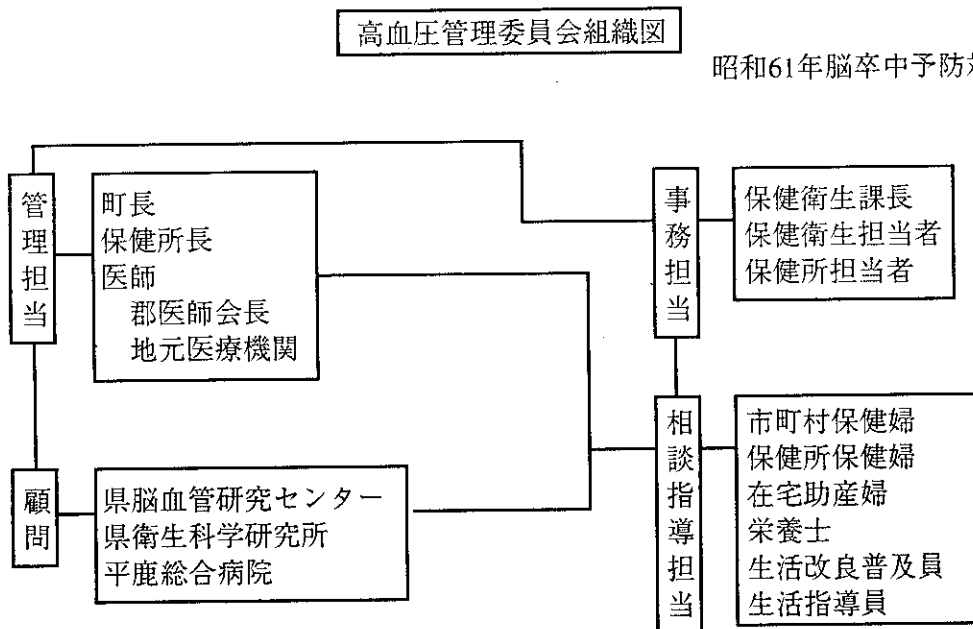 高血圧管理委員会組織図
昭和61年脳卒中予防
管理担当
町長
保健所長
医師
郡医師会長
地元医療機関
事務担当
保健衛生課長
保健衛生担当者
保健所担当者
顧問
県脳血管研究センター
県衛生科学研究所
平鹿総合病院
相談指導担当
市町村保健婦
保健所保健婦
在宅助産婦
栄養士
生活改良普及員
生活指導員